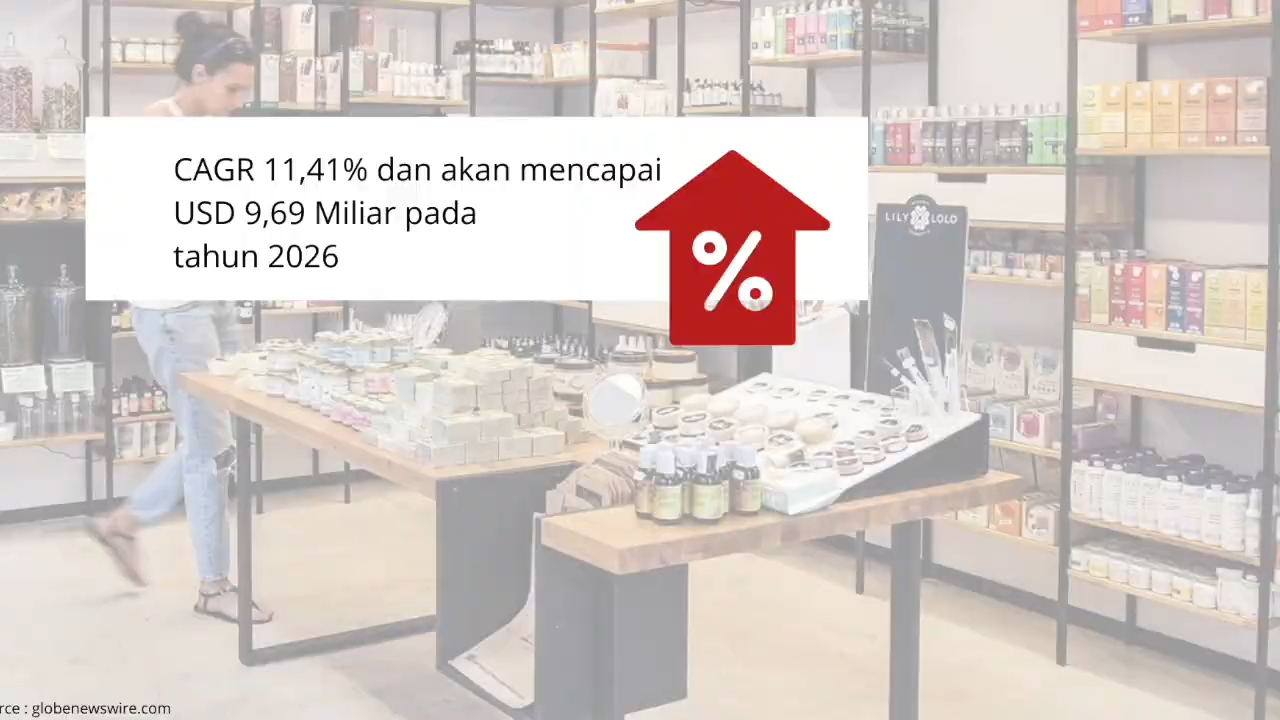 CAGR 11,41% dan akan mencapai
USD 9,69 Miliar pada
tahun 2026
%
LILY LOLO
rce : globenewswire.com